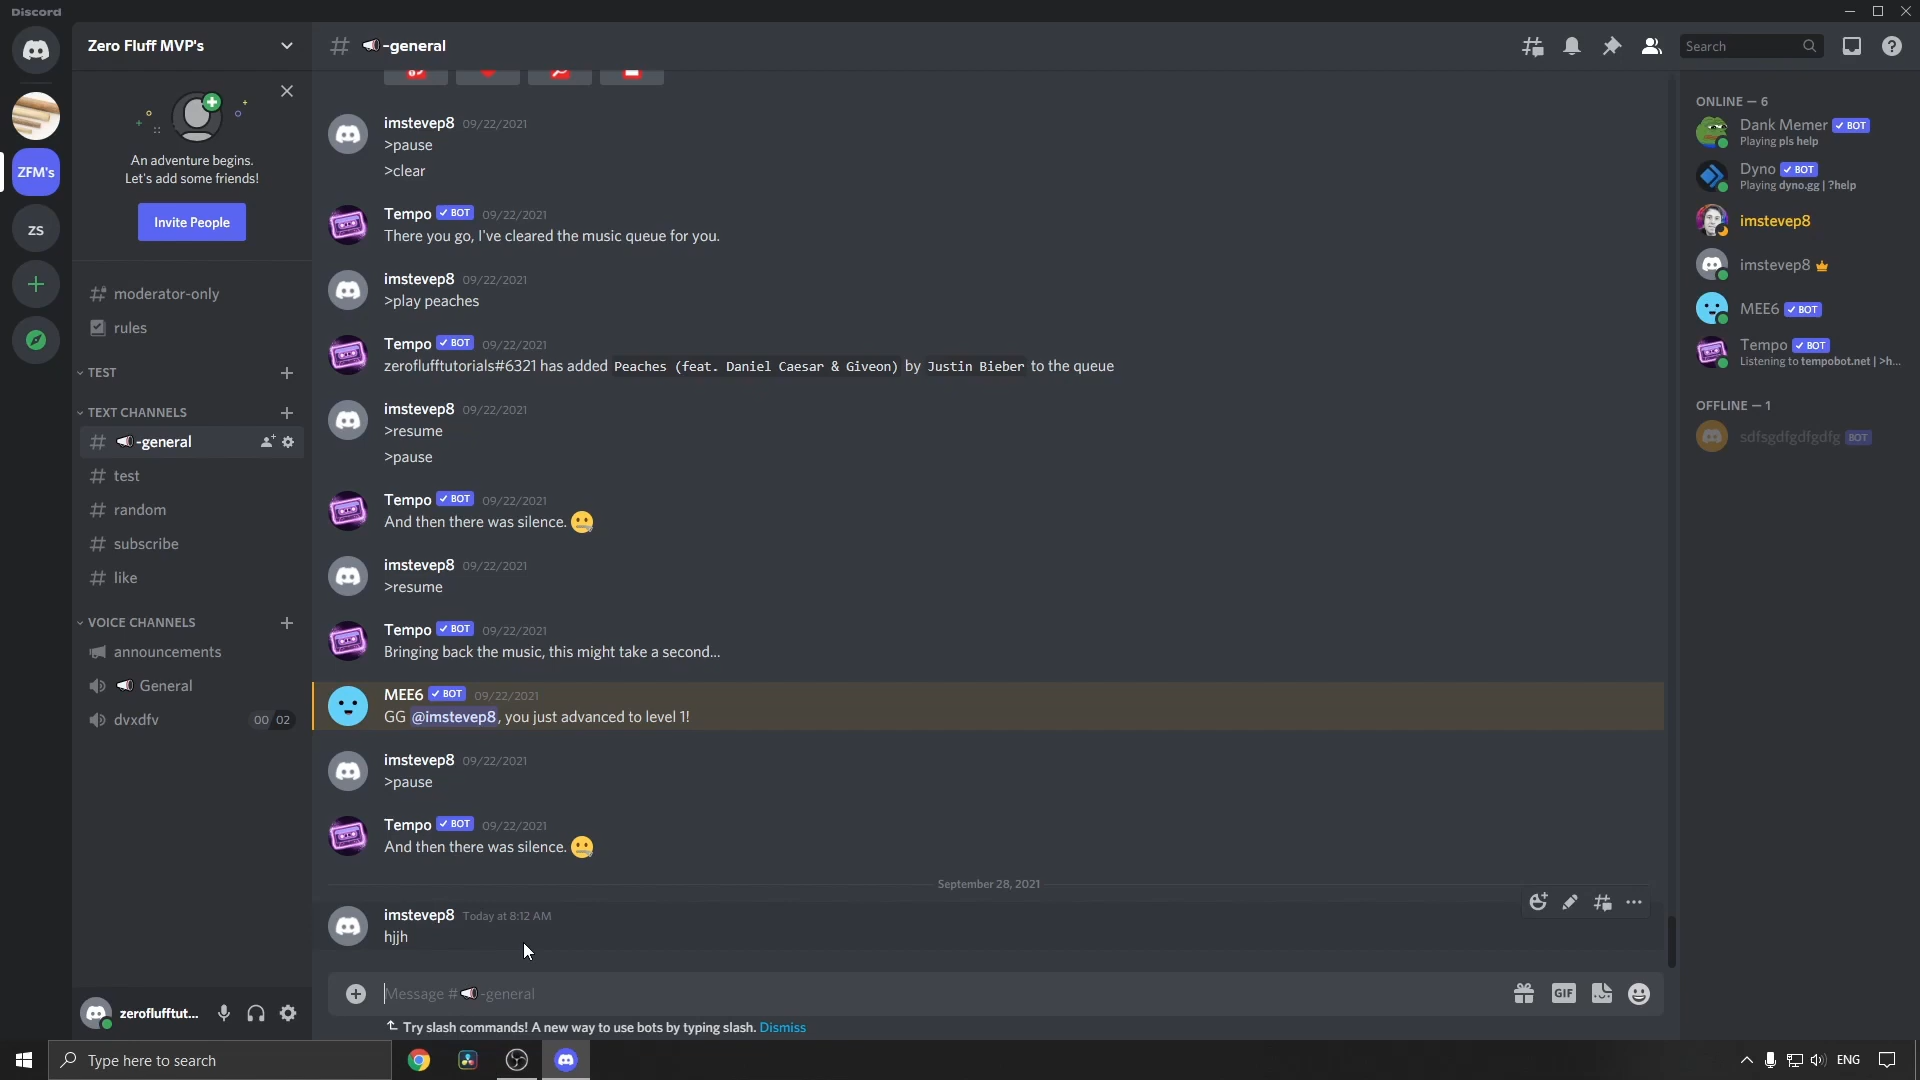 Discord
Zero Fluff MVP's
-general
Search
An adventure begins.
Let's add some friends!
Invite People
ZFM's
ZS
moderator-only
rules
TEST
TEXT CHANNELS
-general
test
random
subscribe
like
VOICE CHANNELS
announcements
General
dvxdfv
00 02
zeroflufftut...
imstevep8 09/22/2021
>pause
>clear
Tempo BOT 09/22/2021
There you go, I've cleared the music queue for you.
imstevep8 09/22/2021
>play peaches
Tempo BOT 09/22/2021
zeroflufftutorials#6321 has added Peaches (feat. Daniel Caesar & Giveon) by Justin Bieber to the queue
imstevep8 09/22/2021
>resume
>pause
Tempo BOT 09/22/2021
And then there was silence.
imstevep8 09/22/2021
>resume
Tempo BOT 09/22/2021
Bringing back the music, this might take a second...
MEE6 BOT 09/22/2021
GG @imstevep8, you just advanced to level 1!
imstevep8 09/22/2021
>pause
Tempo BOT 09/22/2021
And then there was silence.
September 28, 2021
imstevep8 Today at 8:12 AM
hjjh
Message # -general
GIF
Try slash commands! A new way to use bots by typing slash. Dismiss
ONLINE — 6
Dank Memer BOT
Playing pls help
Dyno BOT
Playing dyno.gg | ?help
imstevep8
imstevep8
MEE6 BOT
Tempo BOT
Listening to tempobot.net | >h...
OFFLINE — 1
sdfsgdfgdfgdfg BOT
Type here to search
ENG